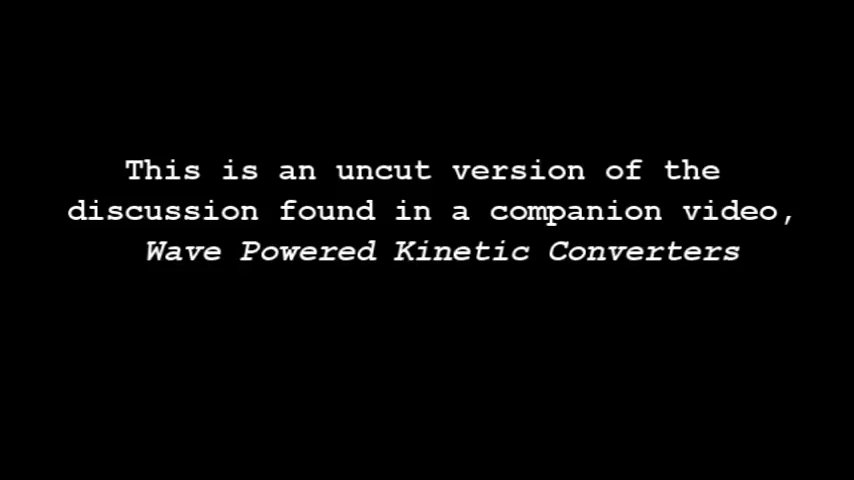 This is an uncut version of the
discussion found in a companion video,
Wave Powered Kinetic Converters